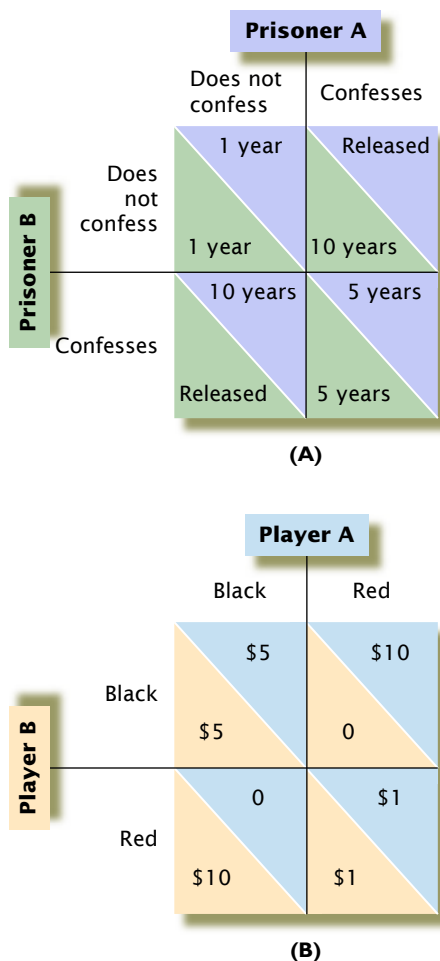 Prisoner A
Does not
confess
Confesses
Prisoner B
Does
not
confess
1 year
Released
1 year
10 years
Confesses
10 years
5 years
Released
5 years
(A)
Player A
Black
Red
Player B
Black
$5
$10
$5
0
Red
0
$1
$10
$1
(B)